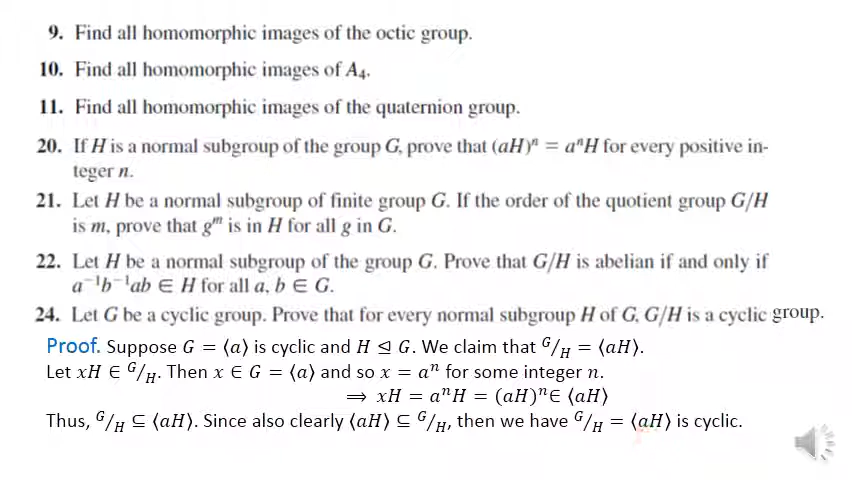 9. Find all homomorphic images of the octic group.
10. Find all homomorphic images of A₄.
11. Find all homomorphic images of the quaternion group.
20. If H is a normal subgroup of the group G, prove that (aH)ⁿ = aⁿH for every positive in-
teger n.
21. Let H be a normal subgroup of finite group G. If the order of the quotient group G/H
is m, prove that gᵐ is in H for all g in G.
22. Let H be a normal subgroup of the group G. Prove that G/H is abelian if and only if
a⁻¹b⁻¹ab ∈ H for all a, b ∈ G.
24. Let G be a cyclic group. Prove that for every normal subgroup H of G, G/H is a cyclic group.
Proof. Suppose G = ⟨a⟩ is cyclic and H ⊴ G. We claim that G/H = ⟨aH⟩.
Let xH ∈ G/H. Then x ∈ G = ⟨a⟩ and so x = aⁿ for some integer n.
⟹ xH = aⁿH = (aH)ⁿ∈ ⟨aH⟩
Thus, G/H ⊆ ⟨aH⟩. Since also clearly ⟨aH⟩ ⊆ G/H, then we have G/H = ⟨aH⟩ is cyclic.